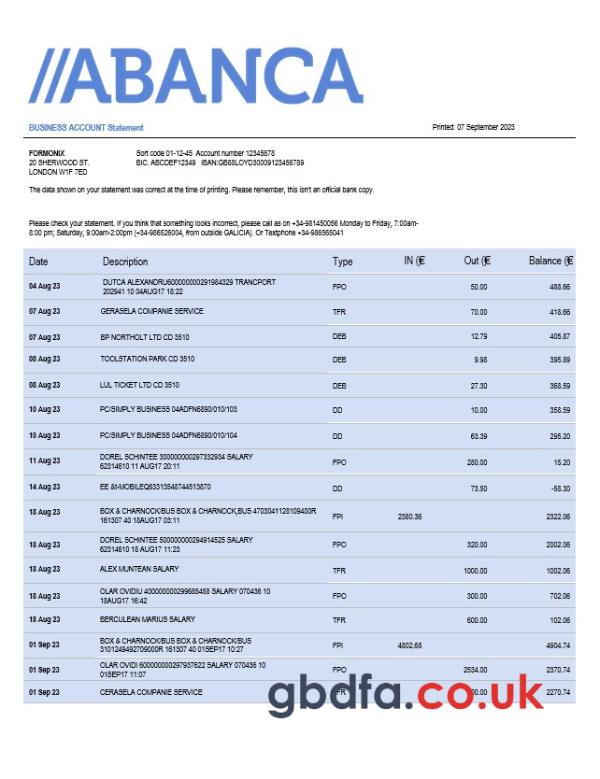 //ABANCA
BUSINESS ACCOUNT Statement Printed: 07 September 2023
FORMONIX Sort code 01-12-45 Account number 12345678
20 SHERWOOD ST. BIC. ABCDEF12349 IBAN:GB88LOYD30009123456789
LONDON W1F 7ED
The data shown on your statement was correct at the time of printing. Please remember, this isn't an official bank copy.
Please check your statement. If you think that something looks incorrect, please call as on +34-981450056 Monday to Friday, 7:00am-
8:00 pm; Saturday, 9:00am-2:00pm (+34-986526004, from outside GALICIA). Or Textphone +34-986565041
Date Description Type IN (€ Out (€ Balance (€
04 Aug 23 DUTCA ALEXANDRU600000000291984329 TRANCPORT FPO 50.00 488.66
202941 10 04AUG17 18:22
07 Aug 23 GERASELA COMPANIE SERVICE TFR 70.00 418.66
07 Aug 23 BP NORTHOLT LTD CD 3510 DEB 12.79 405.87
08 Aug 23 TOOLSTATION PARK CD 3510 DEB 9.98 395.89
08 Aug 23 LUL TICKET LTD CD 3510 DEB 27.30 368.59
10 Aug 23 PC/SIMPLY BUSINESS 04ADFN6890/010/103 DD 10.00 358.59
10 Aug 23 PC/SIMPLY BUSINESS 04ADFN6890/010/104 DD 63.39 295.20
11 Aug 23 DOREL SCHINTEE 300000000297332934 SALARY FPO 280.00 15.20
62314610 11 AUG17 20:11
14 Aug 23 EE &t-MOBILEQ63313548744513870 DD 73.50 -58.30
18 Aug 23 BOX & CHARNOCK/BUS BOX & CHARNOCK,BUS 4703041128109400R FPI 2380.36 2322.06
161307 40 18AUG17 03:11
18 Aug 23 DOREL SCHINTEE 500000000294914525 SALARY FPO 320.00 2002.06
62314610 18 AUG17 11:23
18 Aug 23 ALEX MUNTEAN SALARY TFR 1000.00 1002.06
18 Aug 23 OLAR OVIDIU 400000000299686458 SALARY 070436 10 FPO 300.00 702.06
18AUG17 16:42
18 Aug 23 BERCULEAN MARIUS SALARY TFR 600.00 102.06
01 Sep 23 BOX & CHARNOCK/BUS BOX & CHARNOCK/BUS FPI 4802.68 4904.74
3101249492709000R 161307 40 01SEP17 10:27
01 Sep 23 OLAR OVIDI 600000000297937622 SALARY 070436 10 FPO 2534.00 2370.74
01SEP17 11:07
01 Sep 23 CERASELA COMPANIE SERVICE 2270.74
gbdfa.co.uk